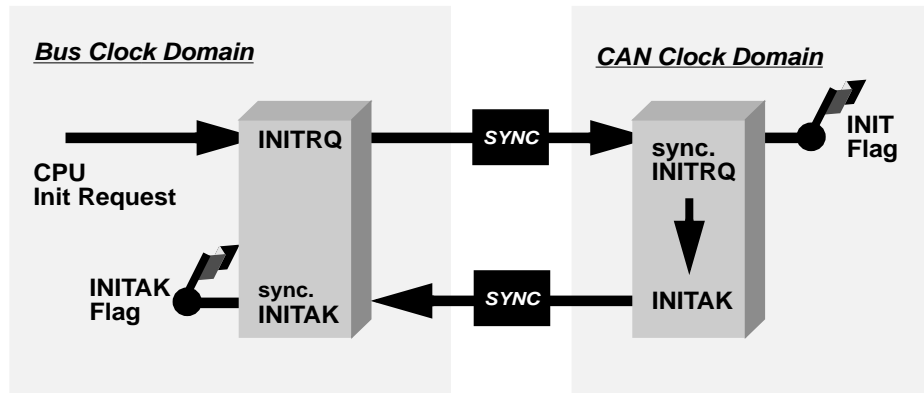 Bus Clock Domain
CAN Clock Domain
INITRQ
SYNC
sync.
INITRQ
INIT
Flag
CPU
Init Request
INITAK
Flag
sync.
INITAK
SYNC
INITAK